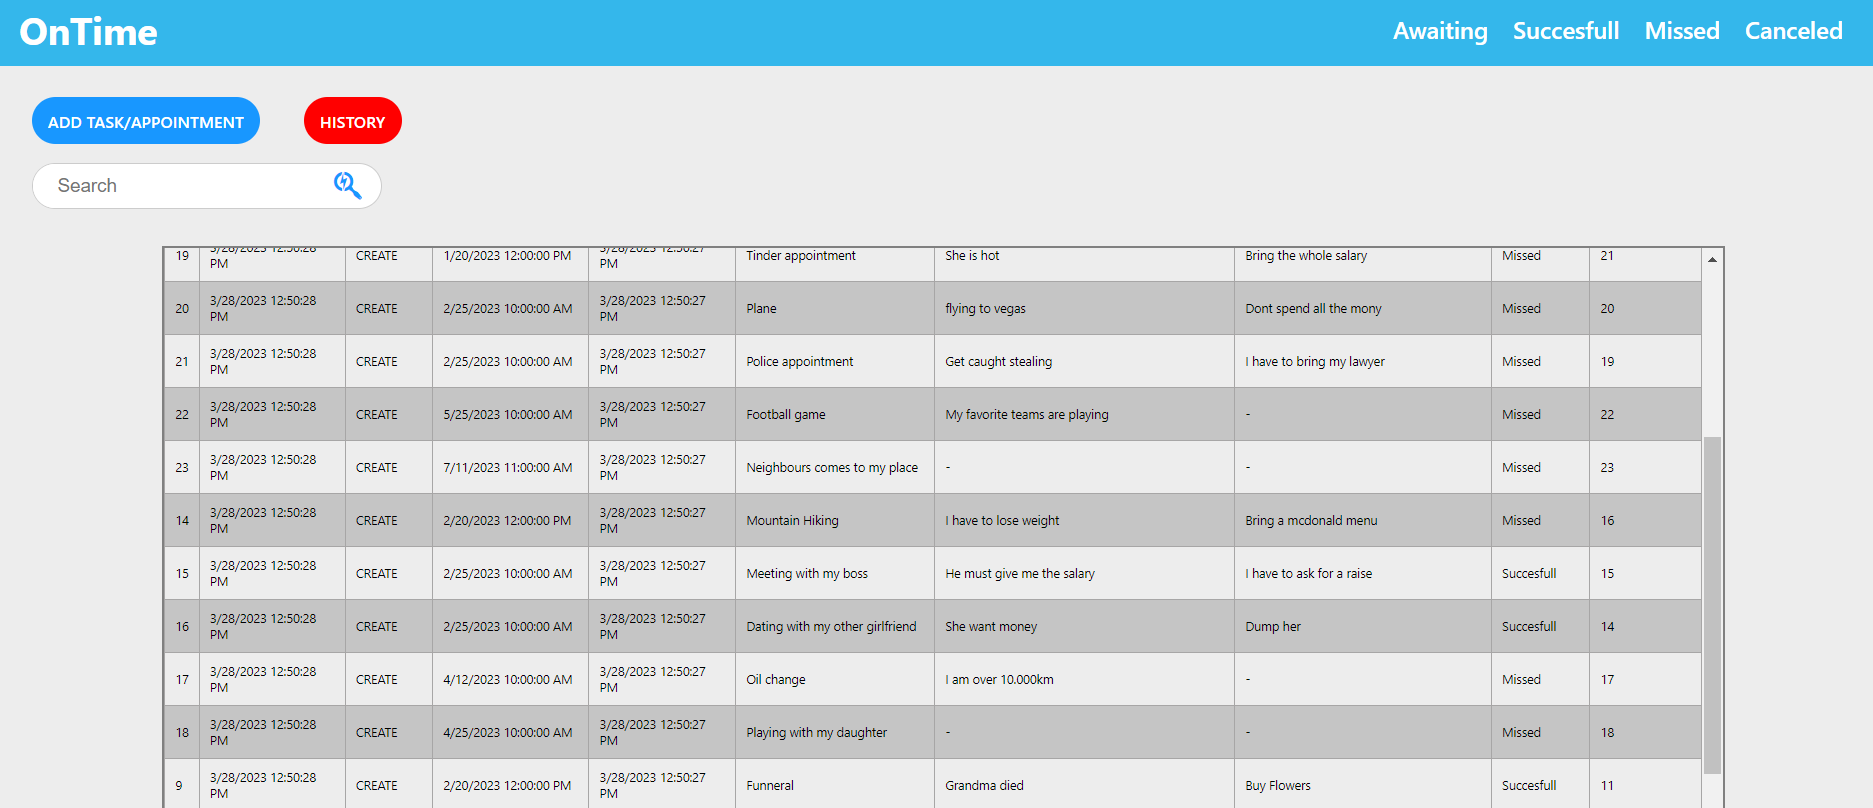 OnTime
Awaiting Succesfull Missed Canceled
ADD TASK/APPOINTMENT HISTORY
Search
19 3/28/2023 12:50:28 PM CREATE 1/20/2023 12:00:00 PM 3/28/2023 12:50:27 PM Tinder appointment She is hot Bring the whole salary Missed 21
20 3/28/2023 12:50:28 PM CREATE 2/25/2023 10:00:00 AM 3/28/2023 12:50:27 PM Plane flying to vegas Dont spend all the mony Missed 20
21 3/28/2023 12:50:28 PM CREATE 2/25/2023 10:00:00 AM 3/28/2023 12:50:27 PM Police appointment Get caught stealing I have to bring my lawyer Missed 19
22 3/28/2023 12:50:28 PM CREATE 5/25/2023 10:00:00 AM 3/28/2023 12:50:27 PM Football game My favorite teams are playing - Missed 22
23 3/28/2023 12:50:28 PM CREATE 7/11/2023 11:00:00 AM 3/28/2023 12:50:27 PM Neighbours comes to my place - - Missed 23
14 3/28/2023 12:50:28 PM CREATE 2/20/2023 12:00:00 PM 3/28/2023 12:50:27 PM Mountain Hiking I have to lose weight Bring a mcdonald menu Missed 16
15 3/28/2023 12:50:28 PM CREATE 2/25/2023 10:00:00 AM 3/28/2023 12:50:27 PM Meeting with my boss He must give me the salary I have to ask for a raise Succesfull 15
16 3/28/2023 12:50:28 PM CREATE 2/25/2023 10:00:00 AM 3/28/2023 12:50:27 PM Dating with my other girlfriend She want money Dump her Succesfull 14
17 3/28/2023 12:50:28 PM CREATE 4/12/2023 10:00:00 AM 3/28/2023 12:50:27 PM Oil change I am over 10.000km - Missed 17
18 3/28/2023 12:50:28 PM CREATE 4/25/2023 10:00:00 AM 3/28/2023 12:50:27 PM Playing with my daughter - - Missed 18
9 3/28/2023 12:50:28 PM CREATE 2/20/2023 12:00:00 PM 3/28/2023 12:50:27 PM Funeral Grandma died Buy Flowers Succesfull 11